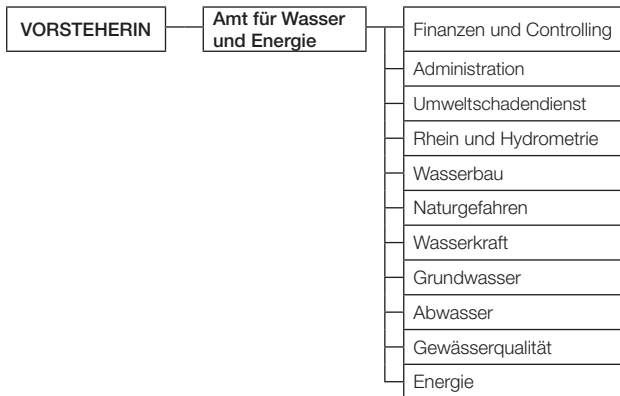 VORSTEHERIN
Amt für Wasser
und Energie
Finanzen und Controlling
Administration
Umweltschadendienst
Rhein und Hydrometrie
Wasserbau
Naturgefahren
Wasserkraft
Grundwasser
Abwasser
Gewässerqualität
Energie